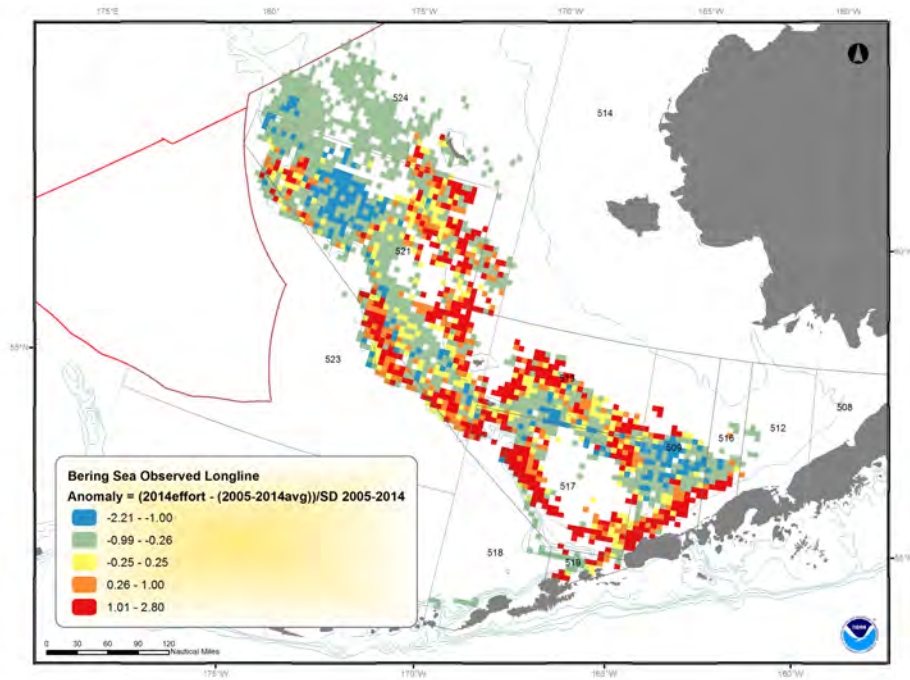 175°E 180° 175°W 170°W 165°W 160°W
524
514
60°N
521
55°N
523
508
512
516
509
517
Bering Sea Observed Longline
Anomaly = (2014effort - (2005-2014avg))/SD 2005-2014
-2.21 - -1.00
-0.99 - -0.26
-0.25 - 0.25
0.26 - 1.00
1.01 - 2.80
518
519
55°N
0 30 60 90 120
Nautical Miles
175°W 170°W 165°W 160°W